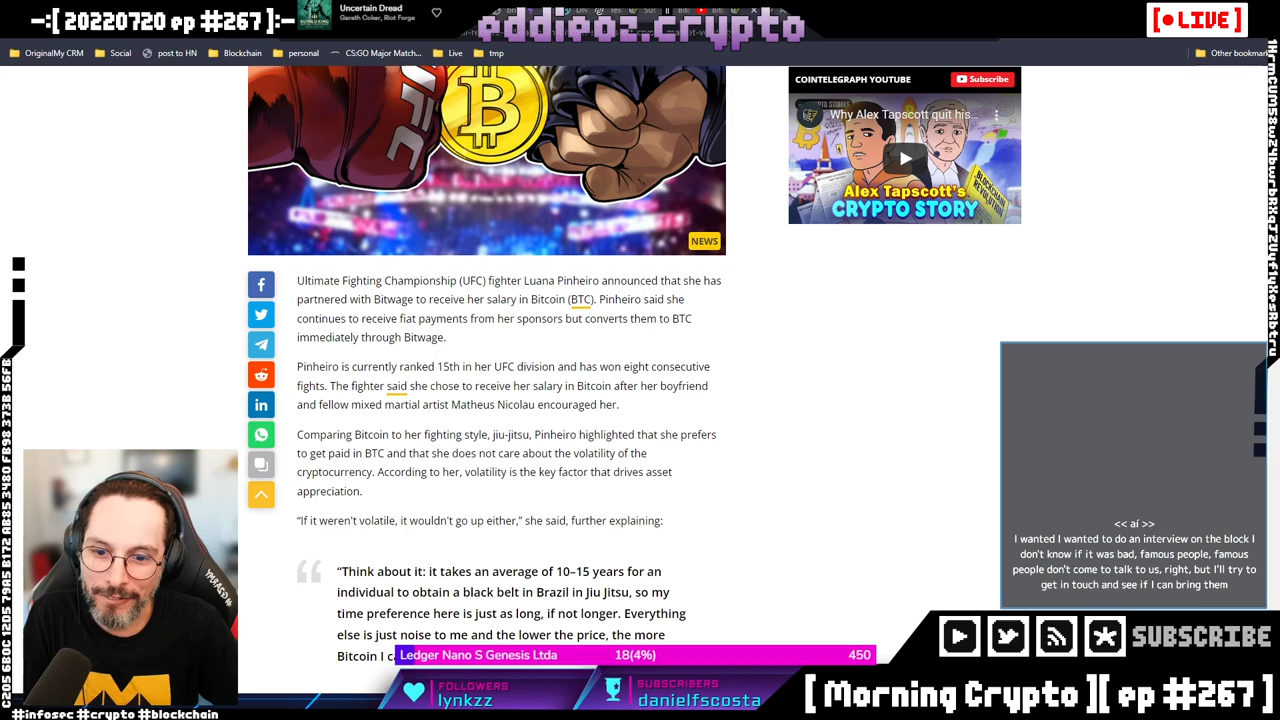 -:[ 20220720 ep #267 ]:-
Uncertain Dread
Gareth Coker, Riot Forge
eddieoz.crypto
[ • LIVE ]
OriginalMy CRM
Social
post to HN
Blockchain
personal
CS:GO Major Match...
Live
tmp
Other bookmar
COINTELEGRAPH YOUTUBE
Subscribe
Why Alex Tapscott quit his...
BLOCKCHAIN REVOLUTION
ALEX TAPSCOTT'S
CRYPTO STORY
NEWS
Ultimate Fighting Championship (UFC) fighter Luana Pinheiro announced that she has
partnered with Bitwage to receive her salary in Bitcoin (BTC). Pinheiro said she
continues to receive fiat payments from her sponsors but converts them to BTC
immediately through Bitwage.
Pinheiro is currently ranked 15th in her UFC division and has won eight consecutive
fights. The fighter said she chose to receive her salary in Bitcoin after her boyfriend
and fellow mixed martial artist Matheus Nicolau encouraged her.
Comparing Bitcoin to her fighting style, jiu-jitsu, Pinheiro highlighted that she prefers
to get paid in BTC and that she does not care about the volatility of the
cryptocurrency. According to her, volatility is the key factor that drives asset
appreciation.
“If it weren't volatile, it wouldn't go up either,” she said, further explaining:
“Think about it: it takes an average of 10–15 years for an
individual to obtain a black belt in Brazil in Jiu Jitsu, so my
time preference here is just as long, if not longer. Everything
else is just noise to me and the lower the price, the more
Bitcoin I c
<< aí >>
I wanted I wanted to do an interview on the block I
don't know if it was bad, famous people, famous
people don't come to talk to us, right, but I'll try to
get in touch and see if I can bring them
Ledger Nano S Genesis Ltda
18(4%)
450
SUBSCRIBE
FOLLOWERS
lynkzz
SUBSCRIBERS
danielfscosta
[ Morning Crypto ][ ep #267 ]
#infosec #crypto #blockchain